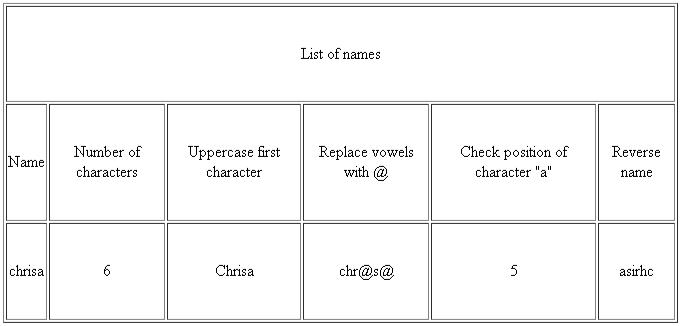 List of names
Name
Number of
characters
Uppercase first
character
Replace vowels
with @
Check position of
character "a"
Reverse
name
chrisa
6
Chrisa
chr@s@
5
asirhc